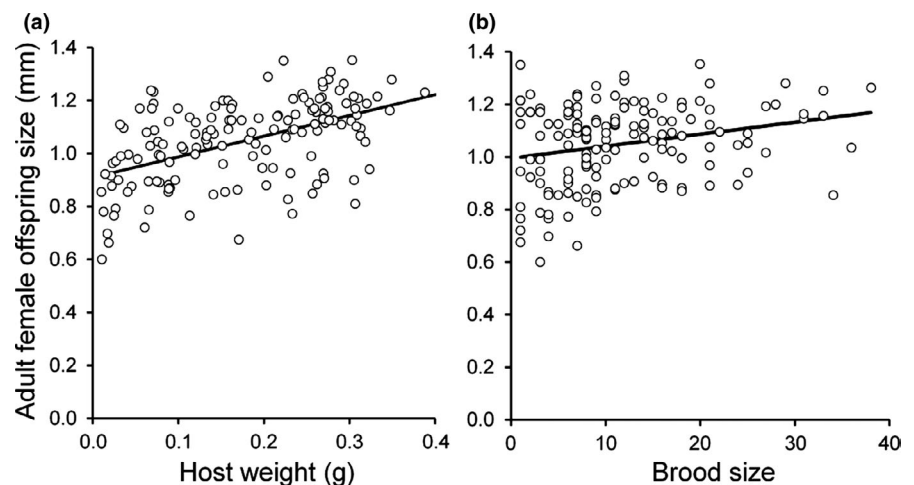 (a)
Adult female offspring size (mm)
1.4
1.2
1.0
0.8
0.6
0.4
0.2
0.0
0.0 0.1 0.2 0.3 0.4
Host weight (g)
(b)
1.4
1.2
1.0
0.8
0.6
0.4
0.2
0.0
0 10 20 30 40
Brood size